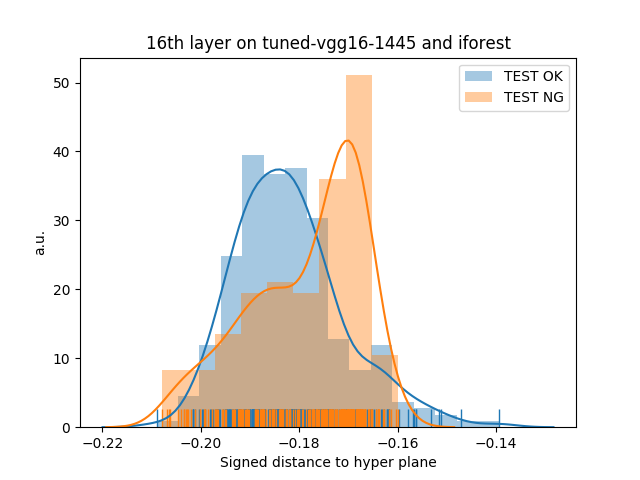 16th layer on tuned-vgg16-1445 and iforest
TEST OK
TEST NG
50
40
30
20
10
0
a.u.
−0.22 −0.20 −0.18 −0.16 −0.14
Signed distance to hyper plane